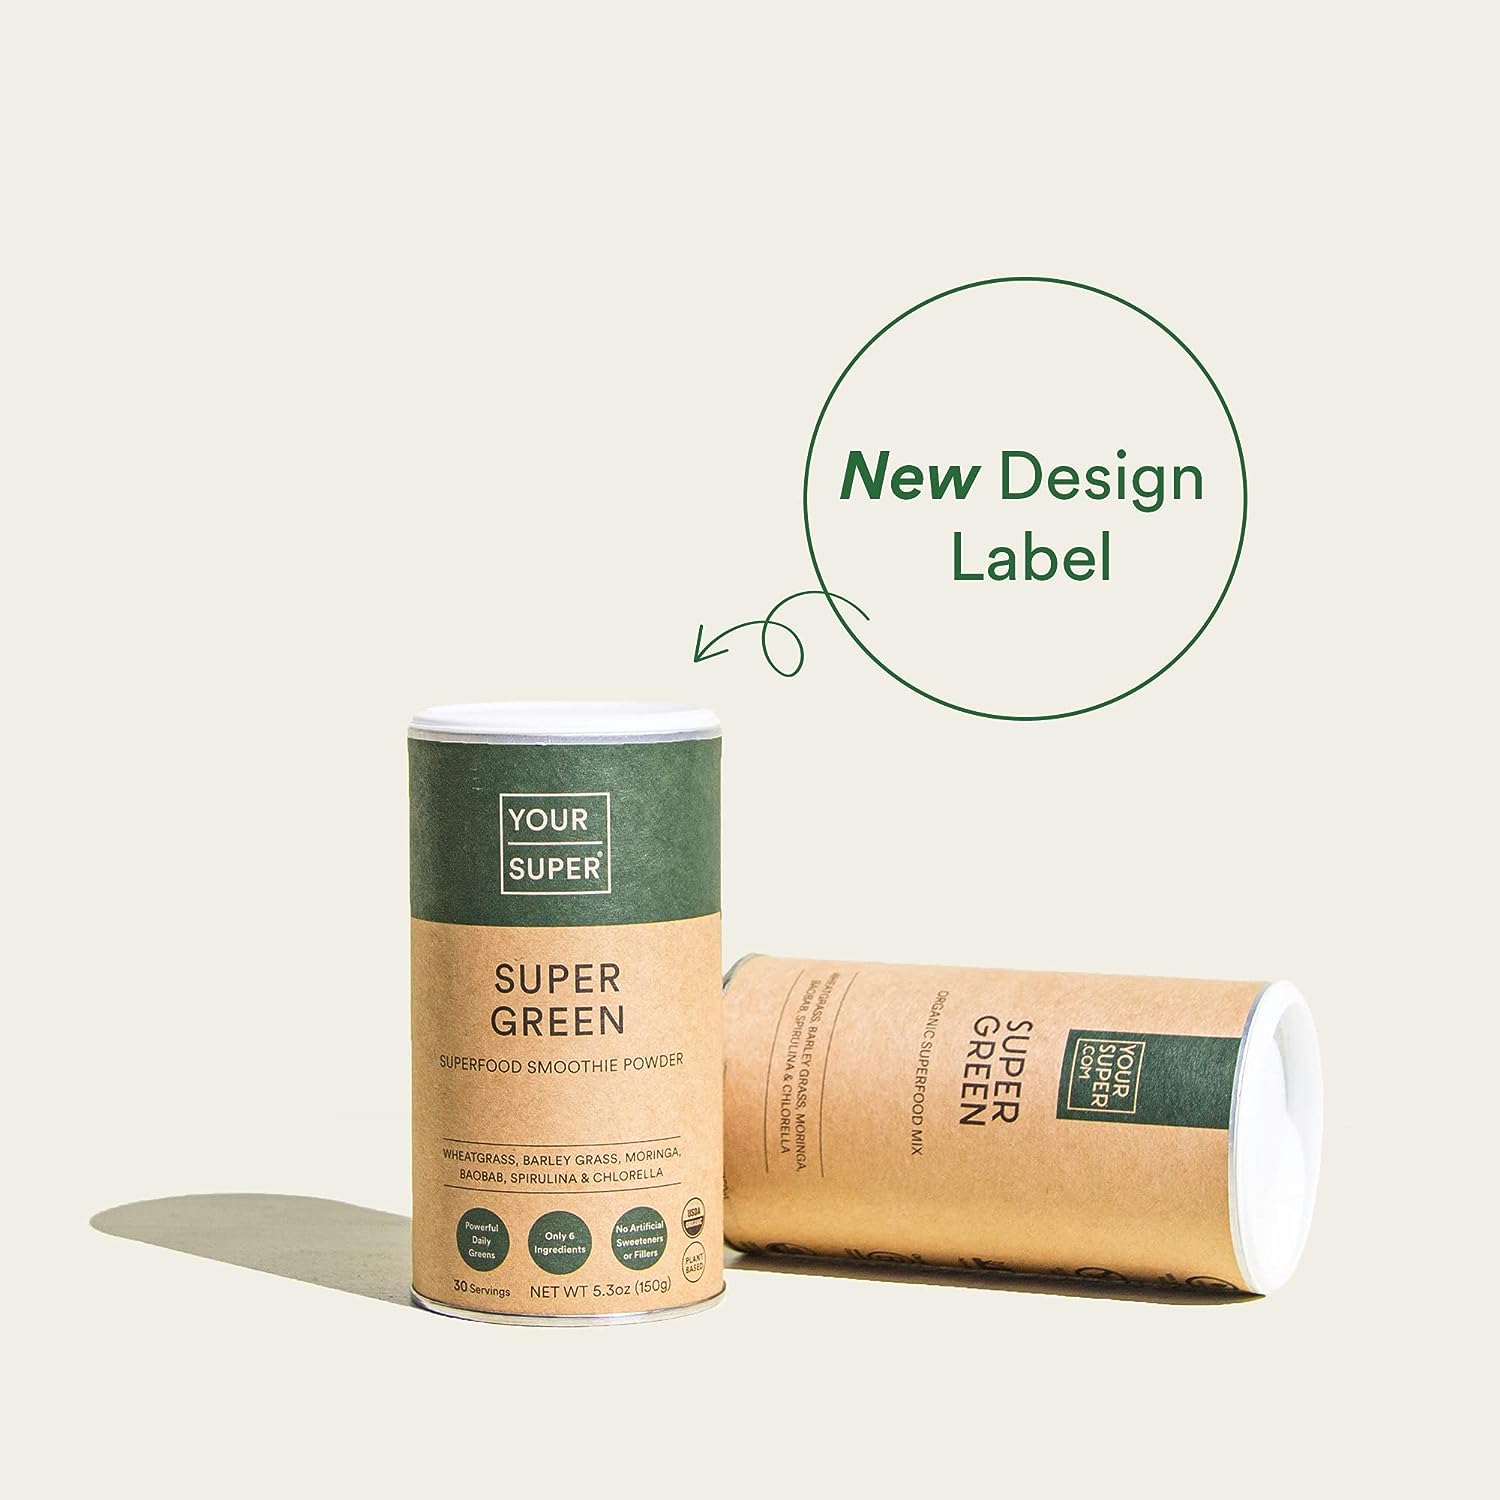 New Design
Label
YOUR
SUPER®
SUPER
GREEN
SUPERFOOD SMOOTHIE POWDER
WHEATGRASS, BARLEY GRASS, MORINGA,
BAOBAB, SPIRULINA & CHLORELLA
Powerful
Daily
Greens
Only 6
Ingredients
No Artificial
Sweeteners
or Fillers
USDA
ORGANIC
PLANT
BASED
30 Servings
NET WT 5.3oz (150g)
YOUR
SUPER
.COM
SUPER
GREEN
ORGANIC SUPERFOOD MIX
WHEATGRASS, BARLEY GRASS, MORINGA,
BAOBAB, SPIRULINA & CHLORELLA